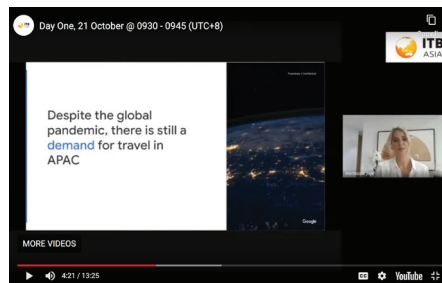 Day One, 21 October @ 0930 - 0945 (UTC+8)
ITB
ASIA
Despite the global
pandemic, there is still a
demand for travel in
APAC
Google
MORE VIDEOS
4:21 / 13:25
CC
YouTube